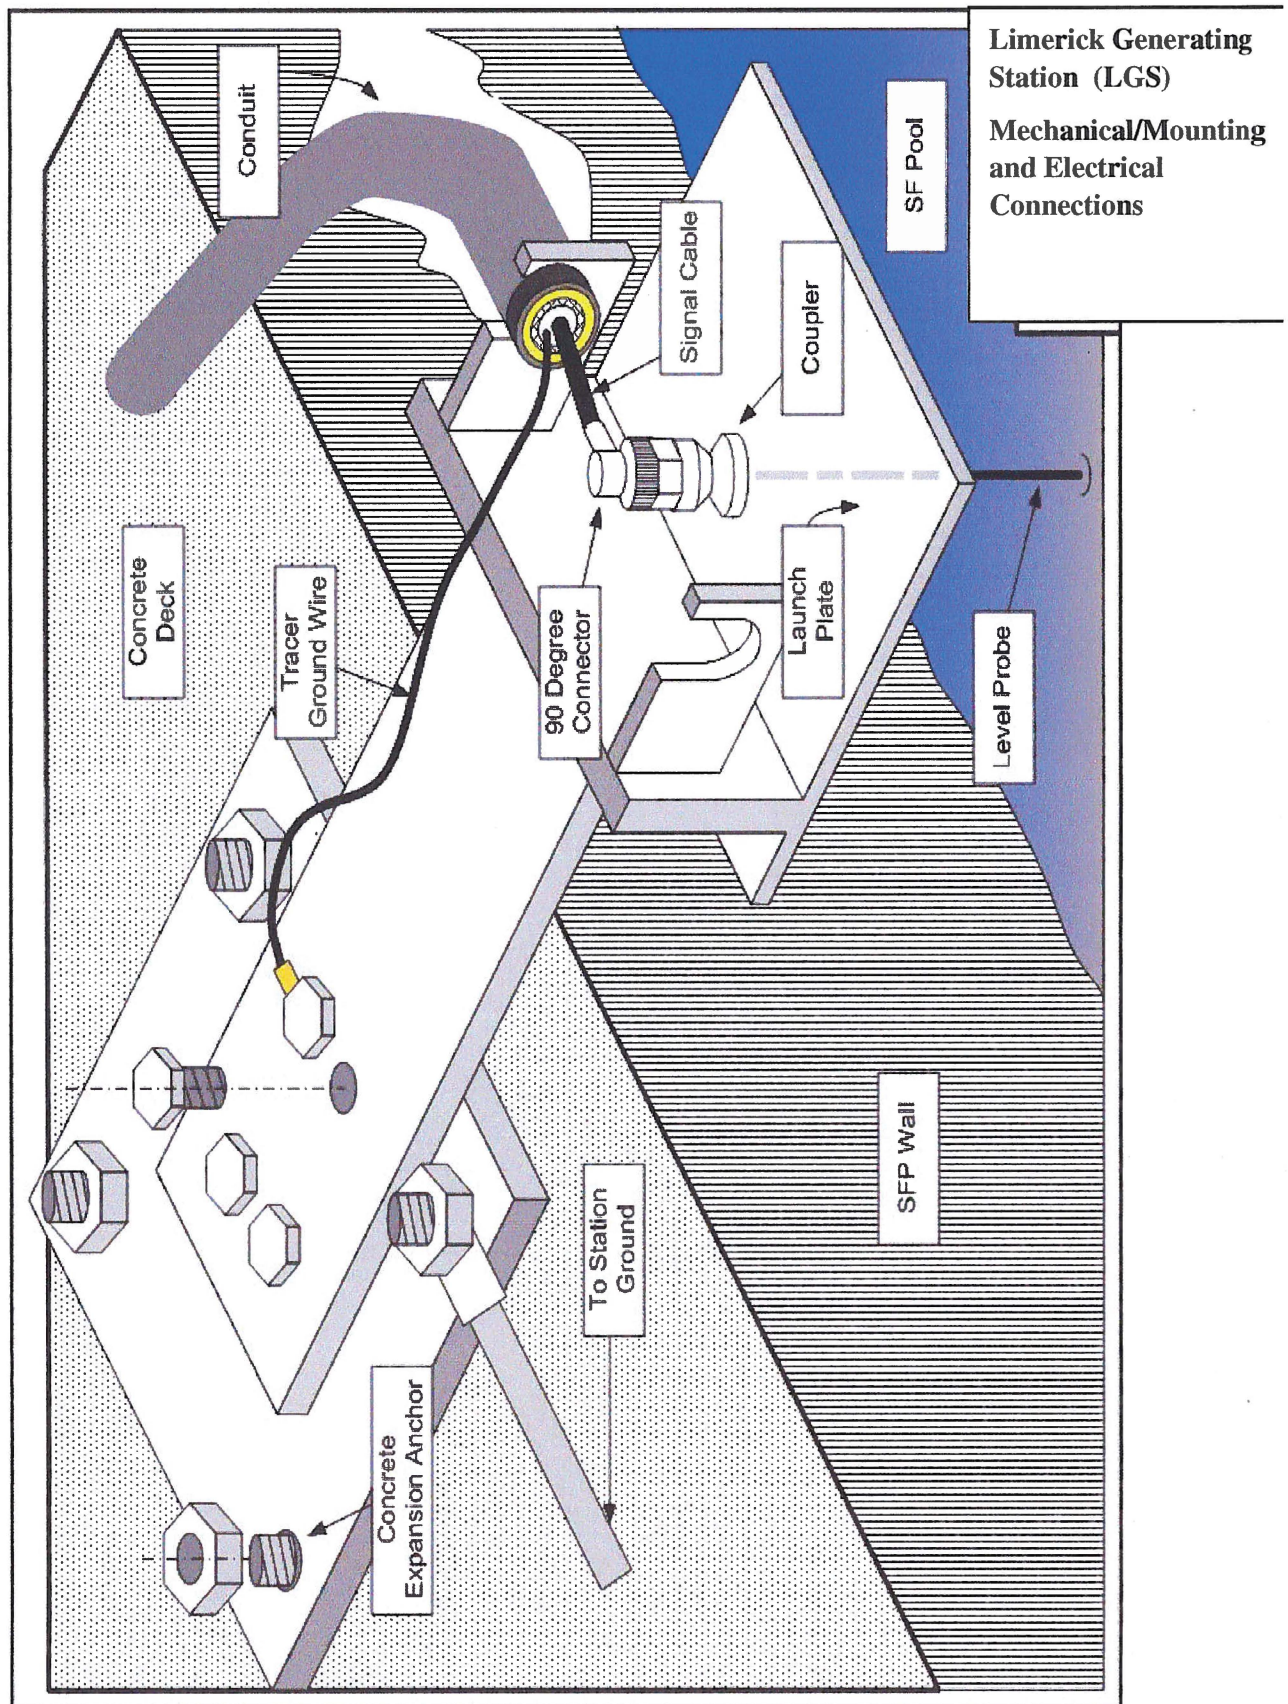 Limerick Generating
Station (LGS)
Mechanical/Mounting
and Electrical
Connections
Conduit
SF Pool
Signal Cable
Coupler
Concrete
Deck
Tracer
Ground Wire
90 Degree
Connector
Launch
Plate
Level Probe
SFP Wall
To Station
Ground
Concrete
Expansion Anchor